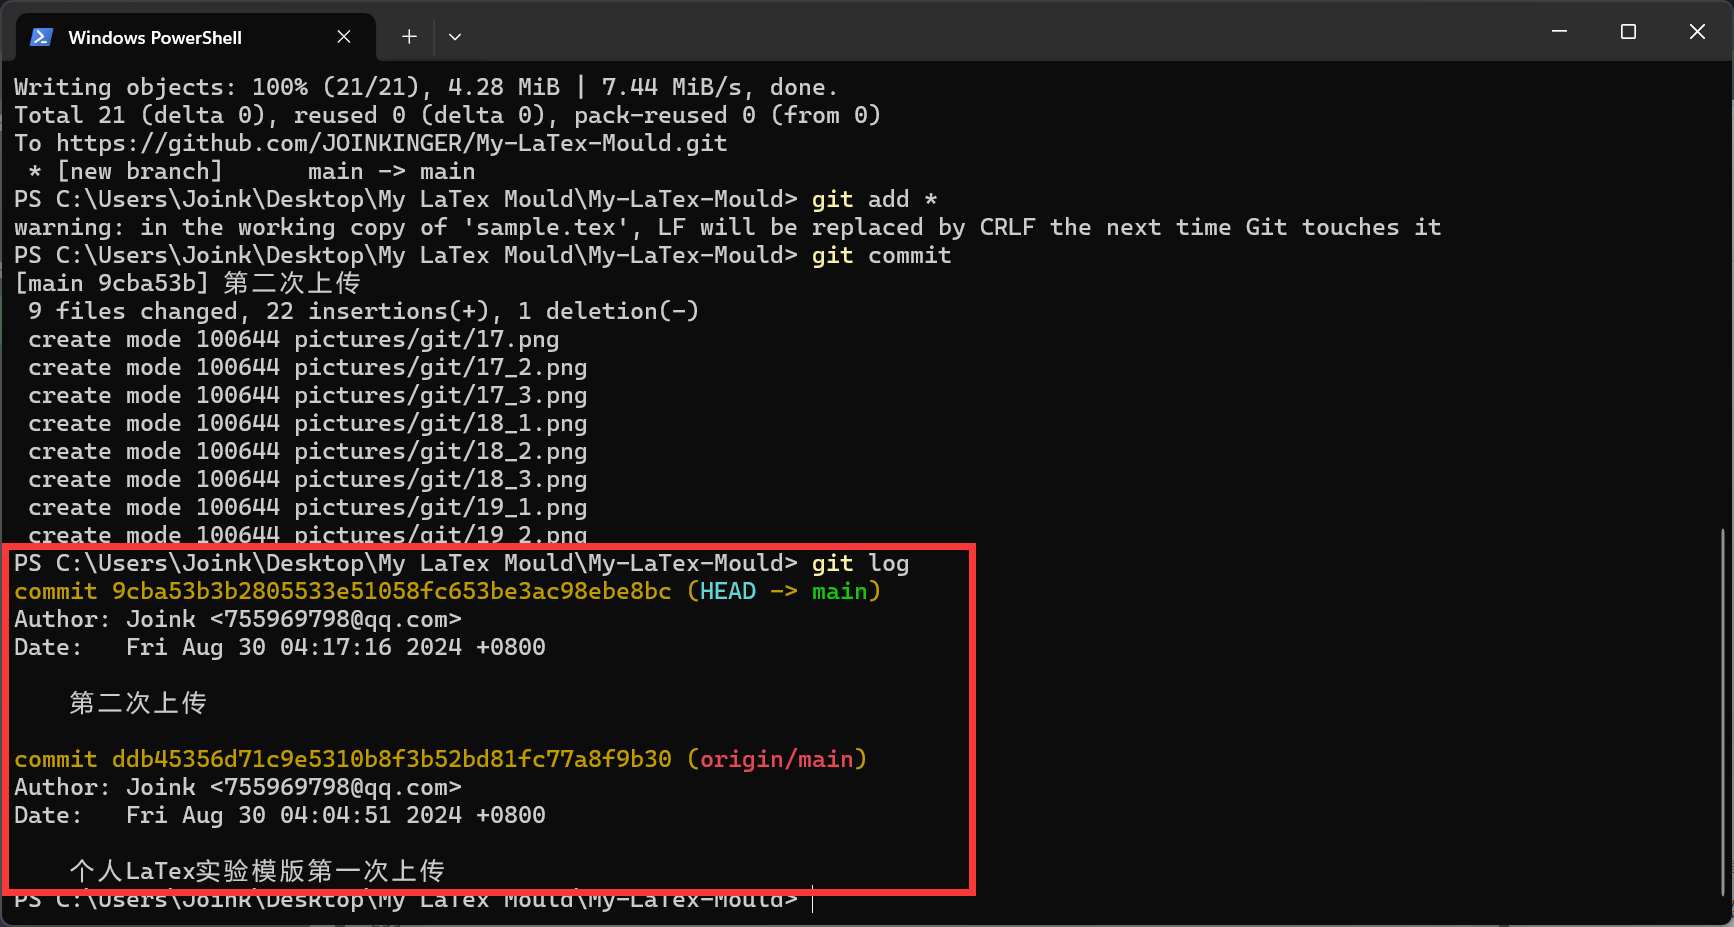 Windows PowerShell
Writing objects: 100% (21/21), 4.28 MiB | 7.44 MiB/s, done.
Total 21 (delta 0), reused 0 (delta 0), pack-reused 0 (from 0)
To https://github.com/JOINKINGER/My-LaTex-Mould.git
 * [new branch]      main -> main
PS C:\Users\Joink\Desktop\My LaTex Mould\My-LaTex-Mould> git add *
warning: in the working copy of 'sample.tex', LF will be replaced by CRLF the next time Git touches it
PS C:\Users\Joink\Desktop\My LaTex Mould\My-LaTex-Mould> git commit
[main 9cba53b] 第二次上传
 9 files changed, 22 insertions(+), 1 deletion(-)
 create mode 100644 pictures/git/17.png
 create mode 100644 pictures/git/17_2.png
 create mode 100644 pictures/git/17_3.png
 create mode 100644 pictures/git/18_1.png
 create mode 100644 pictures/git/18_2.png
 create mode 100644 pictures/git/18_3.png
 create mode 100644 pictures/git/19_1.png
 create mode 100644 pictures/git/19_2.png
PS C:\Users\Joink\Desktop\My LaTex Mould\My-LaTex-Mould> git log
commit 9cba53b3b2805533e51058fc653be3ac98ebe8bc (HEAD -> main)
Author: Joink <755969798@qq.com>
Date:   Fri Aug 30 04:17:16 2024 +0800
    第二次上传
commit ddb45356d71c9e5310b8f3b52bd81fc77a8f9b30 (origin/main)
Author: Joink <755969798@qq.com>
Date:   Fri Aug 30 04:04:51 2024 +0800
    个人LaTex实验模版第一次上传
PS C:\Users\Joink\Desktop\My LaTex Mould\My-LaTex-Mould>